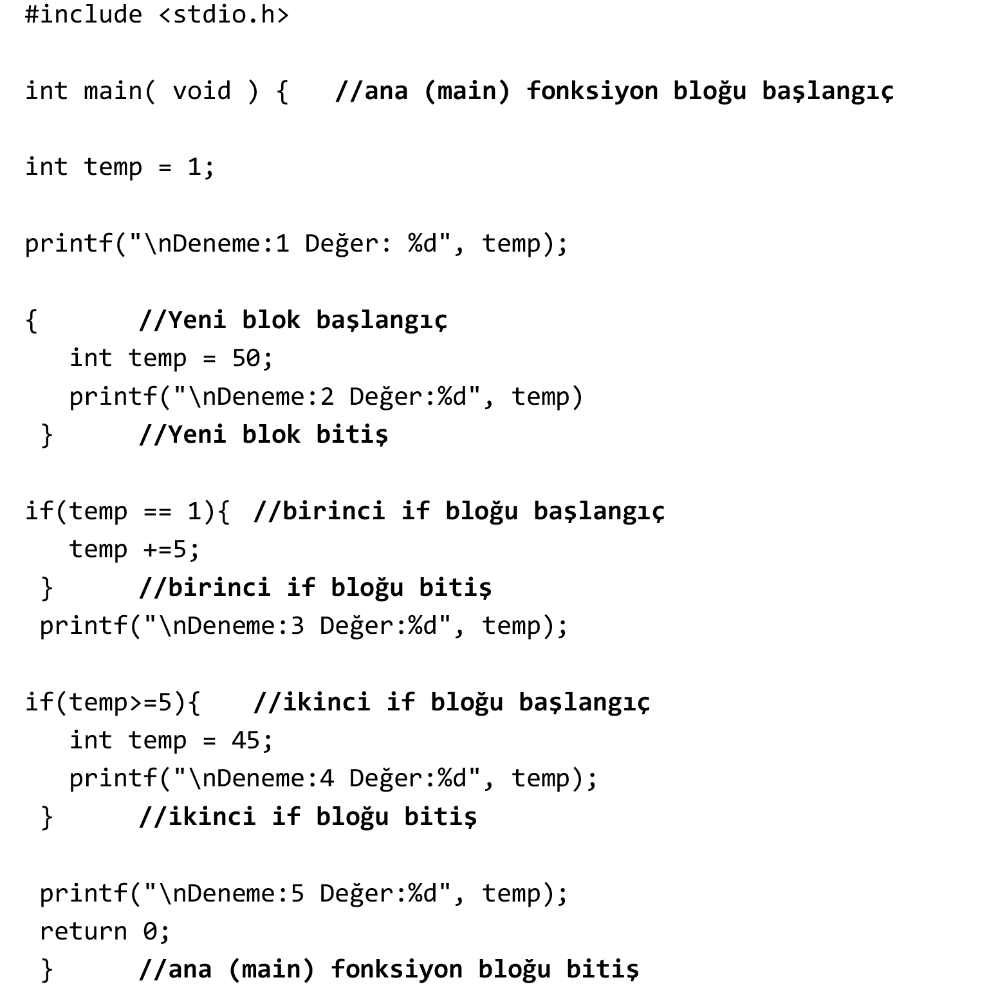 #include <stdio.h>
int main( void ) { //ana (main) fonksiyon bloğu başlangıç
int temp = 1;
printf("\nDeneme:1 Değer: %d", temp);
{ //Yeni blok başlangıç
int temp = 50;
printf("\nDeneme:2 Değer:%d", temp)
} //Yeni blok bitiş
if(temp == 1){ //birinci if bloğu başlangıç
temp +=5;
} //birinci if bloğu bitiş
printf("\nDeneme:3 Değer:%d", temp);
if(temp>=5){ //ikinci if bloğu başlangıç
int temp = 45;
printf("\nDeneme:4 Değer:%d", temp);
} //ikinci if bloğu bitiş
printf("\nDeneme:5 Değer:%d", temp);
return 0;
} //ana (main) fonksiyon bloğu bitiş